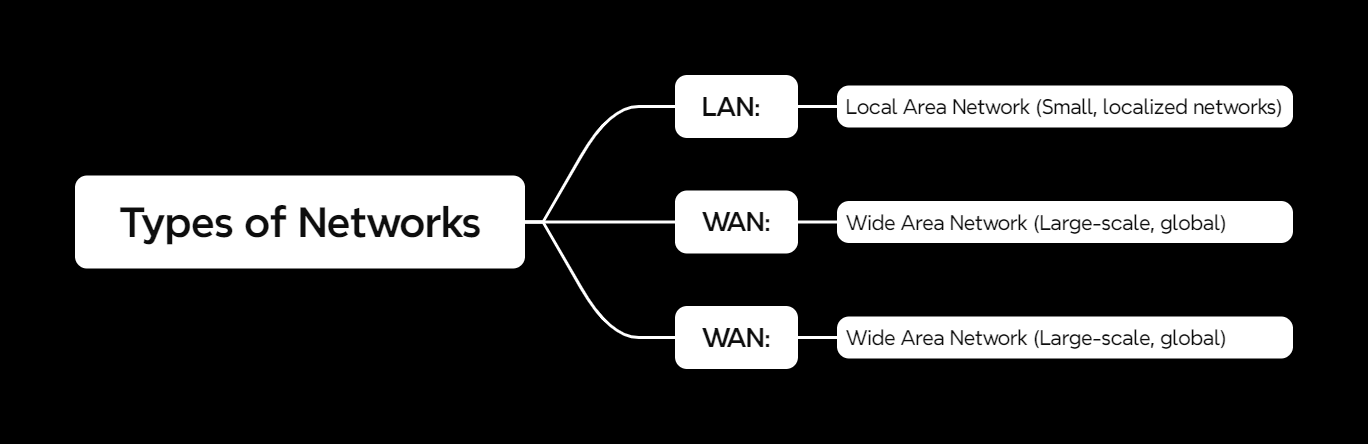 Types of Networks
LAN:
Local Area Network (Small, localized networks)
WAN:
Wide Area Network (Large-scale, global)
WAN:
Wide Area Network (Large-scale, global)